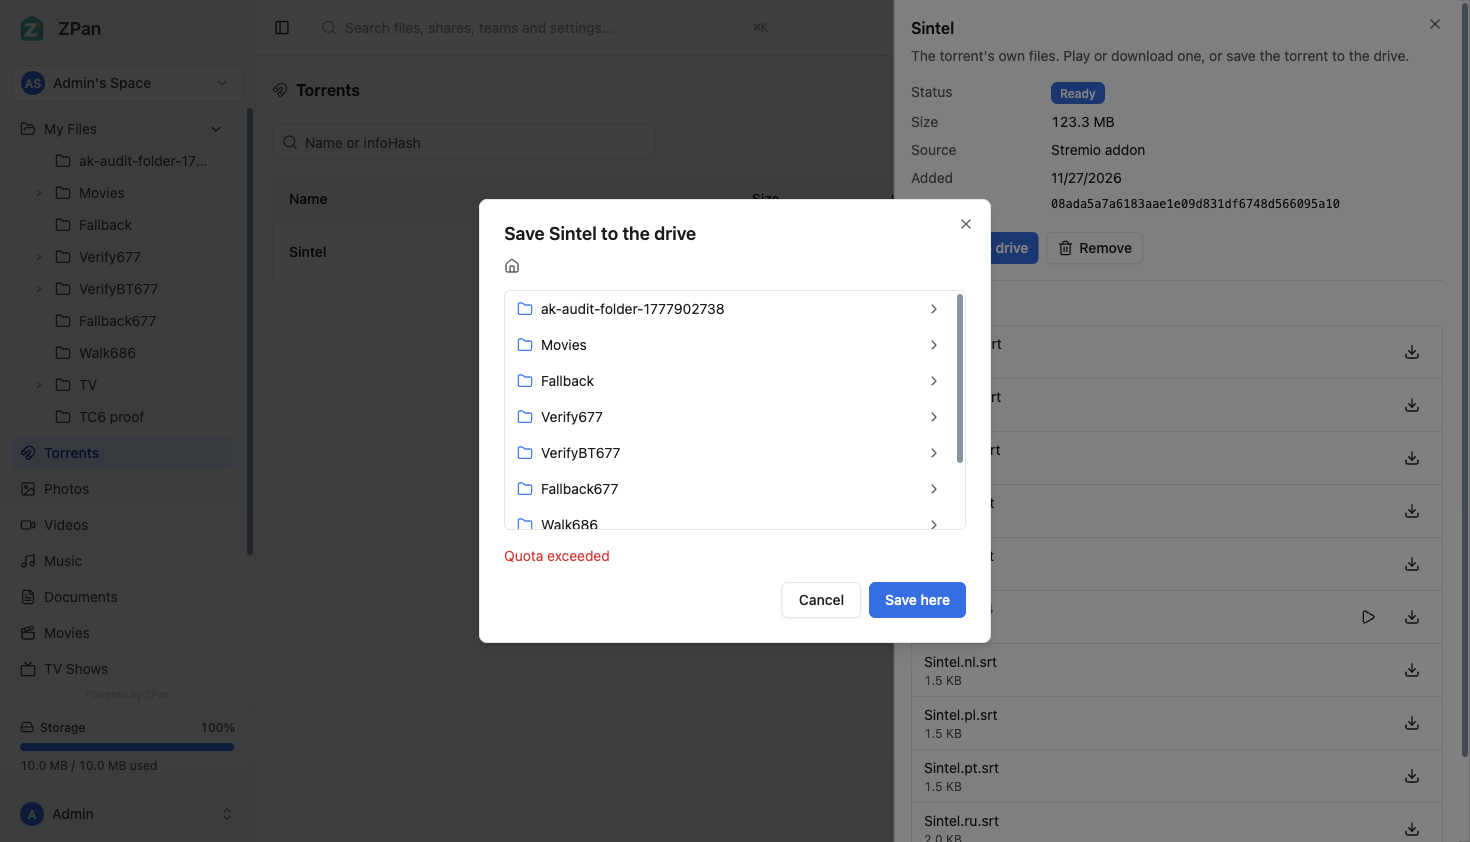 ZPan
Search files, shares, teams and settings...
⌘K
AS
Admin's Space
My Files
ak-audit-folder-17...
Movies
Fallback
Verify677
VerifyBT677
Fallback677
Walk686
TV
TC6 proof
Torrents
Photos
Videos
Music
Documents
Movies
TV Shows
Powered by ZPan
Storage
100%
10.0 MB / 10.0 MB used
A
Admin
Torrents
Name or infoHash
Name
Sintel
Save Sintel to the drive
ak-audit-folder-1777902738
Movies
Fallback
Verify677
VerifyBT677
Fallback677
Walk686
Quota exceeded
Cancel
Save here
Sintel
The torrent's own files. Play or download one, or save the torrent to the drive.
Status
Ready
Size
123.3 MB
Source
Stremio addon
Added
11/27/2026
08ada5a7a6183aae1e09d831df6748d566095a10
drive
Remove
Sintel.nl.srt
1.5 KB
Sintel.pl.srt
1.5 KB
Sintel.pt.srt
1.5 KB
Sintel.ru.srt
2.0 KB